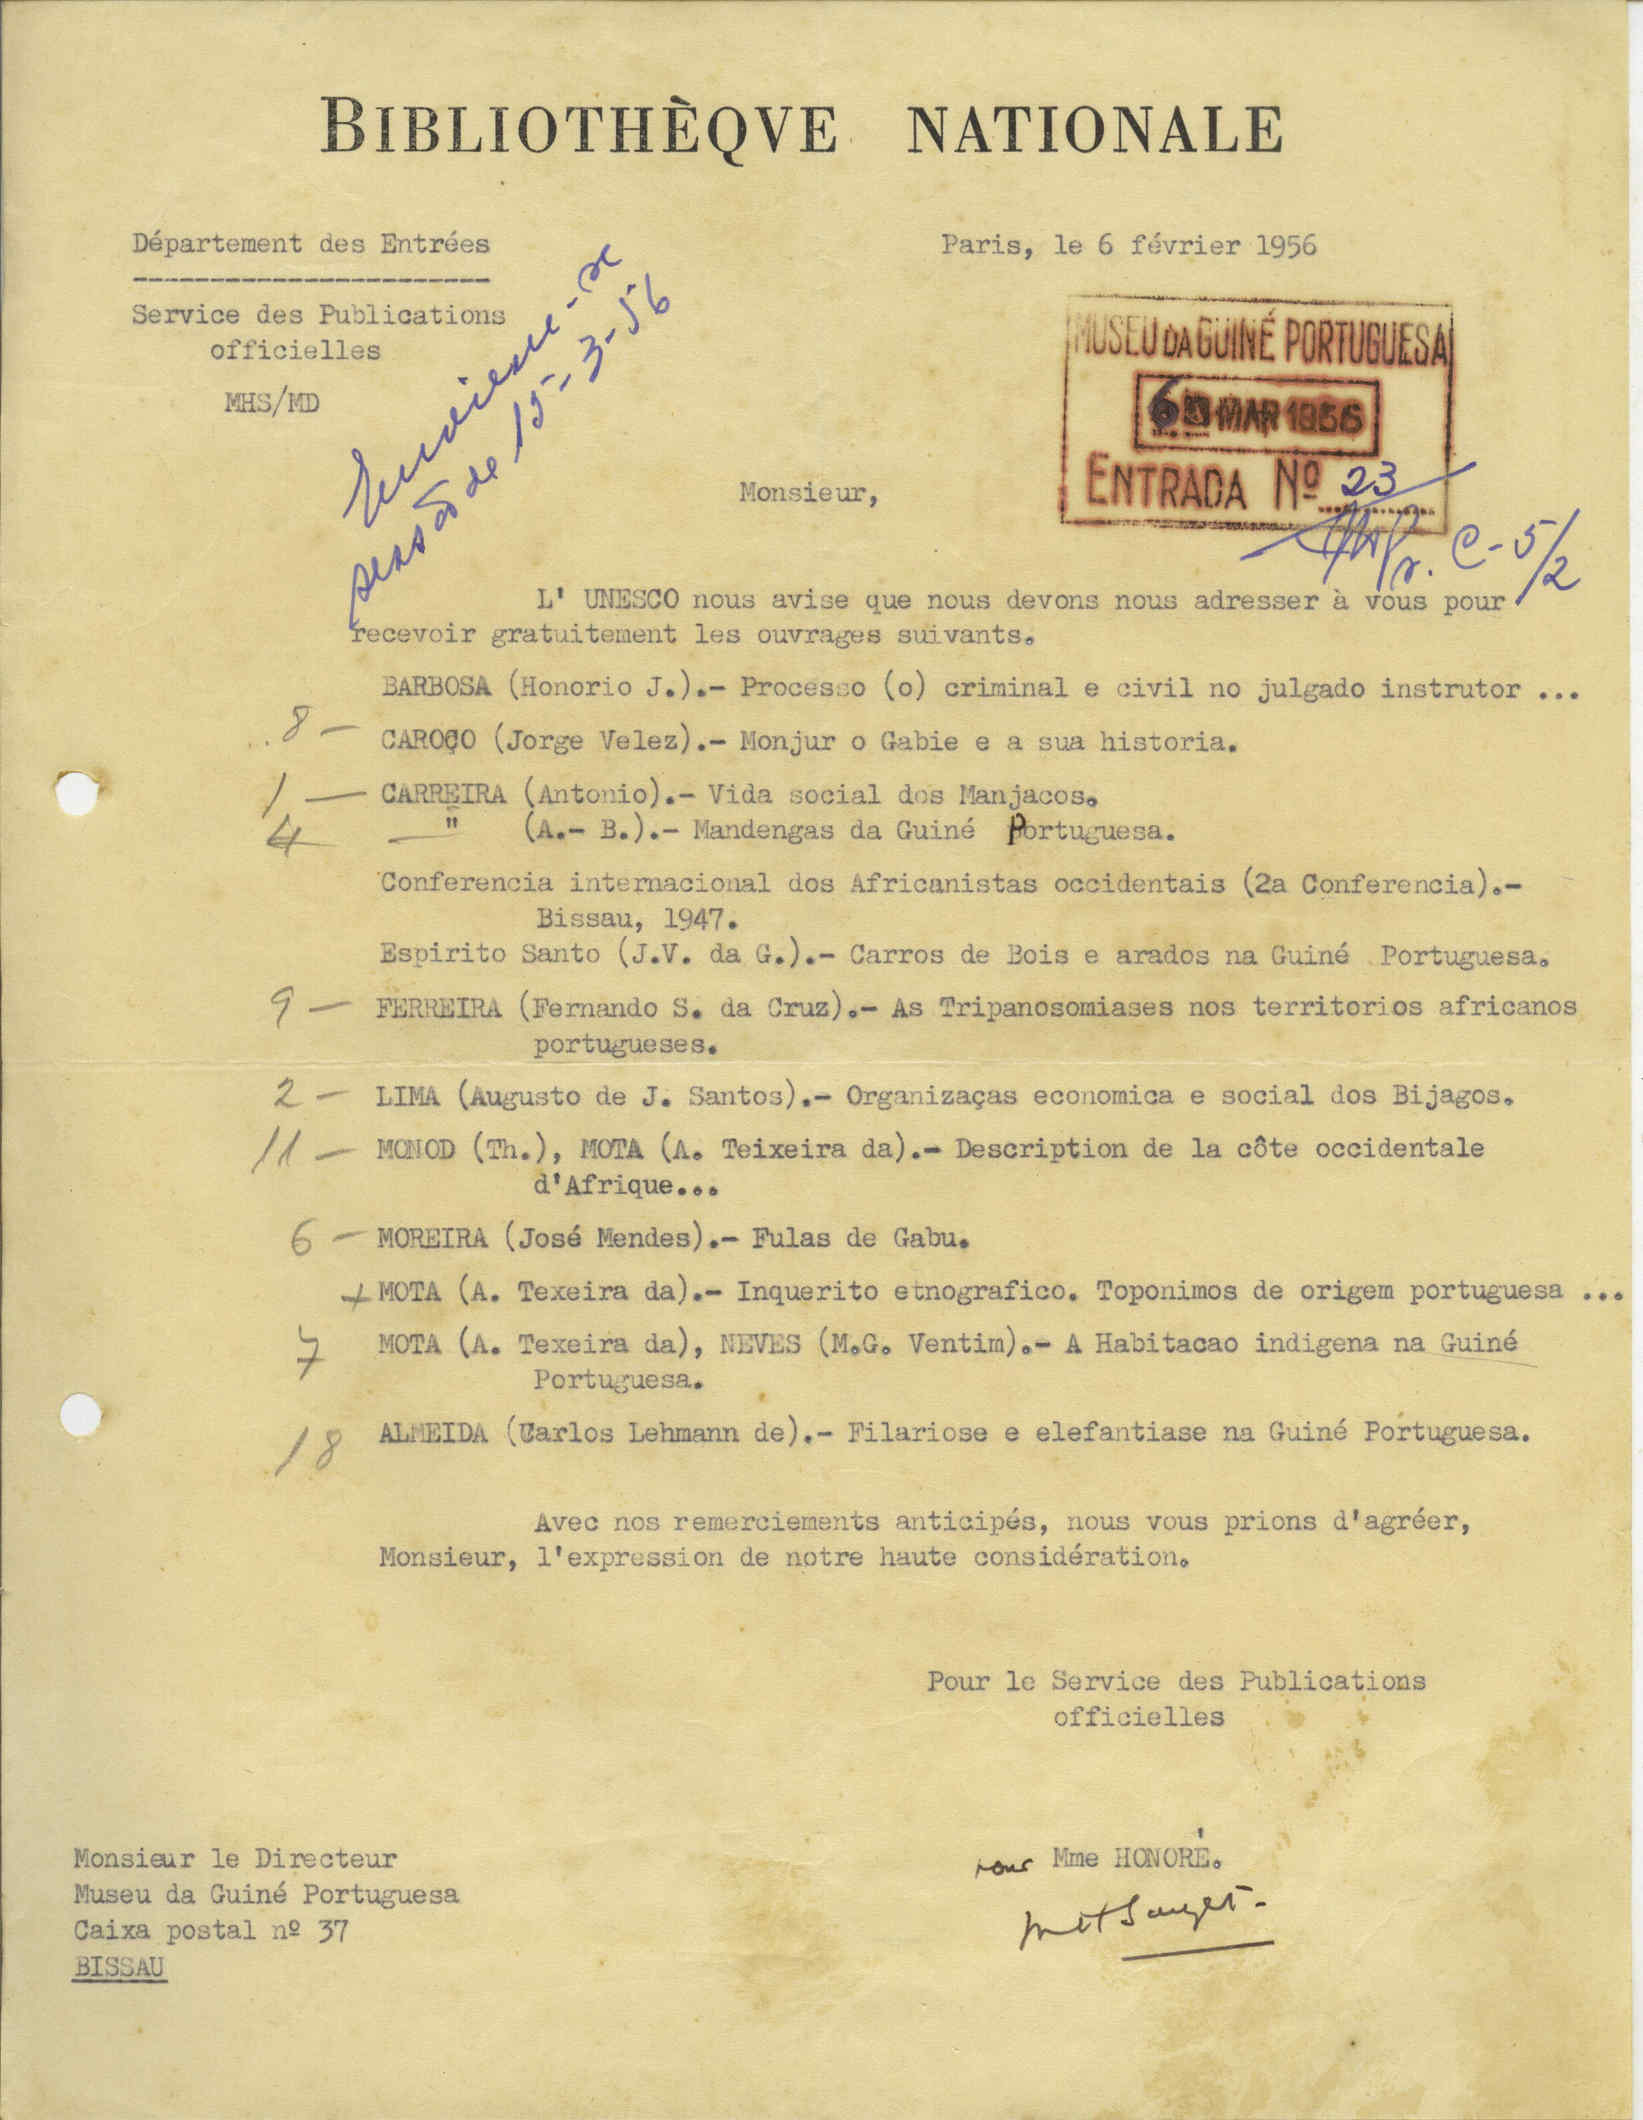 BIBLIOTHÈQVE NATIONALE
Département des Entrées
Paris, le 6 février 1956
Service des Publications
officielles
MHS/MD
sessão de 15-3-56
MUSEU DA GUINÉ PORTUGUESA
6 MAR 1956
ENTRADA Nº 23
Pr. C-5/2
Monsieur,
L' UNESCO nous avise que nous devons nous adresser à vous pour
recevoir gratuitement les ouvrages suivants.
BARBOSA (Honorio J.).- Processo (o) criminal e civil no julgado instrutor ...
8 - CAROÇO (Jorge Velez).- Monjur o Gabie e a sua historia.
1 - CARREIRA (Antonio).- Vida social dos Manjacos.
4 - " (A.- B.).- Mandengas da Guiné Portuguesa.
Conferencia internacional dos Africanistas occidentais (2a Conferencia).-
Bissau, 1947.
Espirito Santo (J.V. da G.).- Carros de Bois e arados na Guiné Portuguesa.
9 - FERREIRA (Fernando S. da Cruz).- As Tripanosomiases nos territorios africanos
portugueses.
2 - LIMA (Augusto de J. Santos).- Organizaças economica e social dos Bijagos.
11 - MONOD (Th.), MOTA (A. Teixeira da).- Description de la côte occidentale
d'Afrique...
6 - MOREIRA (José Mendes).- Fulas de Gabu.
+ MOTA (A. Texeira da).- Inquerito etnografico. Toponimos de origem portuguesa ...
7 MOTA (A. Texeira da), NEVES (M.G. Ventim).- A Habitacao indigena na Guiné
Portuguesa.
18 ALMEIDA (Carlos Lehmann de).- Filariose e elefantiase na Guiné Portuguesa.
Avec nos remerciements anticipés, nous vous prions d'agréer,
Monsieur, l'expression de notre haute considération.
Pour le Service des Publications
officielles
pour Mme HONORÉ.
Monsieur le Directeur
Museu da Guiné Portuguesa
Caixa postal nº 37
BISSAU